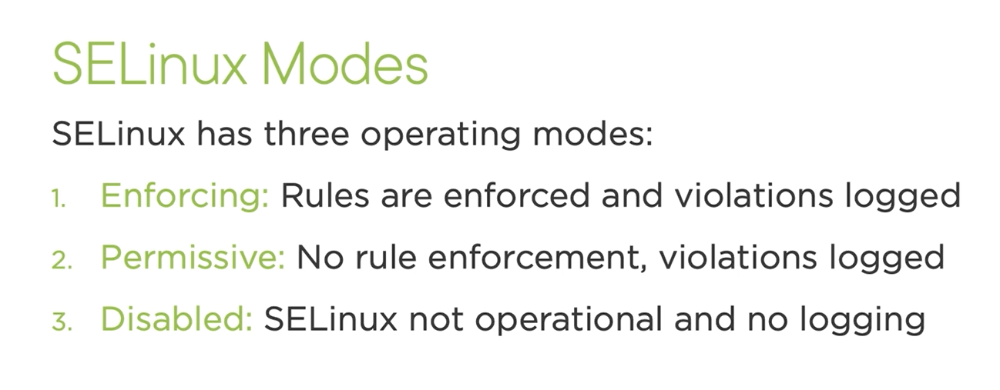 SELinux Modes
SELinux has three operating modes:
1. Enforcing: Rules are enforced and violations logged
2. Permissive: No rule enforcement, violations logged
3. Disabled: SELinux not operational and no logging